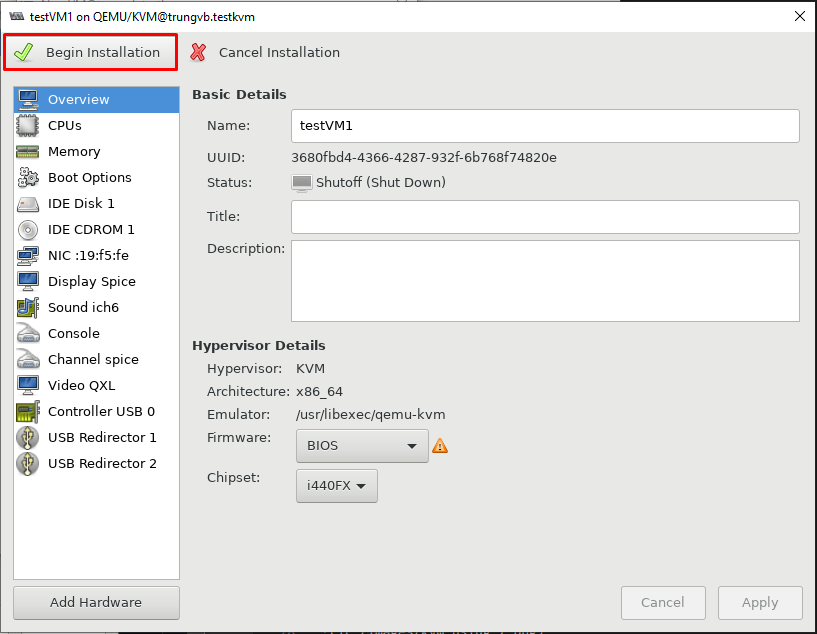 testVM1 on QEMU/KVM@trungvb.testkvm
Begin Installation
Cancel Installation
Overview
CPUs
Memory
Boot Options
IDE Disk 1
IDE CDROM 1
NIC :19:f5:fe
Display Spice
Sound ich6
Console
Channel spice
Video QXL
Controller USB 0
USB Redirector 1
USB Redirector 2
Add Hardware
Basic Details
Name: testVM1
UUID: 3680fbd4-4366-4287-932f-6b768f74820e
Status: Shutoff (Shut Down)
Title:
Description:
Hypervisor Details
Hypervisor: KVM
Architecture: x86_64
Emulator: /usr/libexec/qemu-kvm
Firmware: BIOS
Chipset: i440FX
Cancel Apply